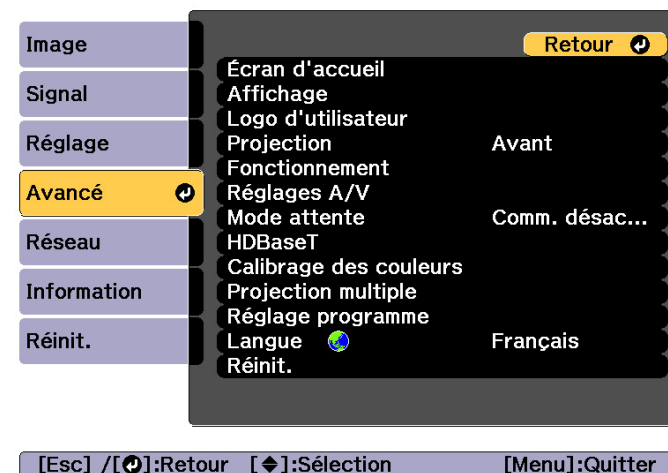 Image
Signal
Réglage
Avancé
Réseau
Information
Réinit.
Retour
Écran d'accueil
Affichage
Logo d'utilisateur
Projection Avant
Fonctionnement
Réglages A/V
Mode attente Comm. désac...
HDBaseT
Calibrage des couleurs
Projection multiple
Réglage programme
Langue Français
Réinit.
[Esc] /[]:Retour []:Sélection [Menu]:Quitter